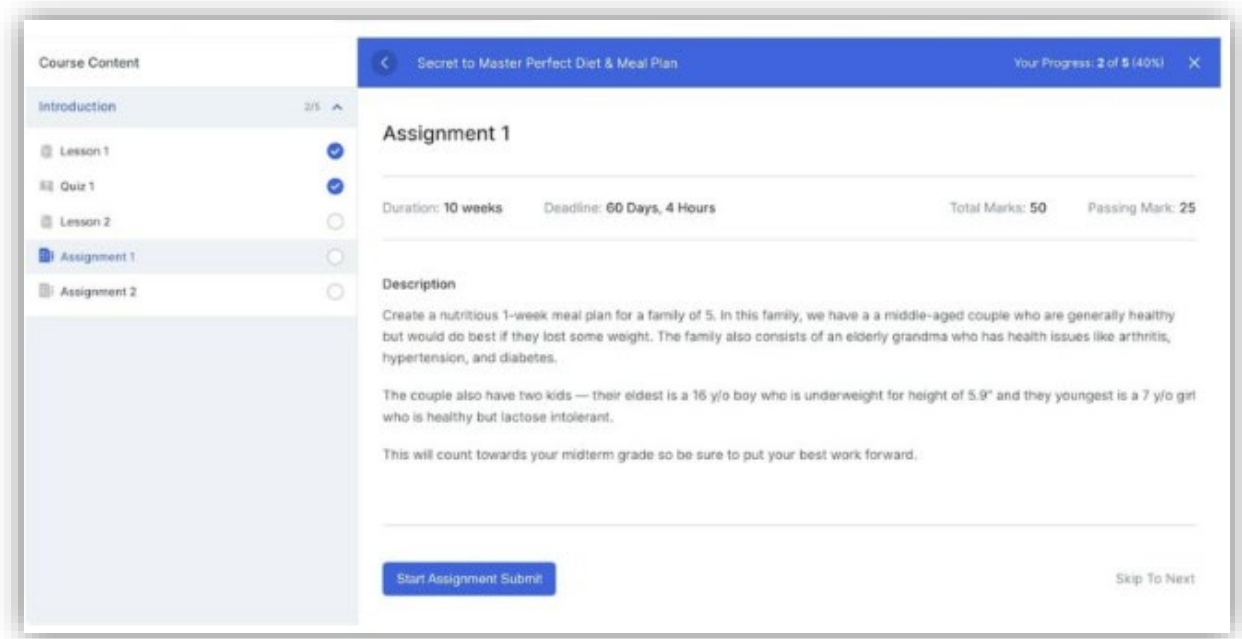 Course Content
Secret to Master Perfect Diet & Meal Plan
Your Progress: 2 of 5 (40%)
Introduction
2/5
Lesson 1
Quiz 1
Lesson 2
Assignment 1
Assignment 2
Assignment 1
Duration: 10 weeks
Deadline: 60 Days, 4 Hours
Total Marks: 50
Passing Mark: 25
Description
Create a nutritious 1-week meal plan for a family of 5. In this family, we have a a middle-aged couple who are generally healthy
but would do best if they lost some weight. The family also consists of an elderly grandma who has health issues like arthritis,
hypertension, and diabetes.
The couple also have two kids — their eldest is a 16 y/o boy who is underweight for height of 5.9" and they youngest is a 7 y/o girl
who is healthy but lactose intolerant.
This will count towards your midterm grade so be sure to put your best work forward.
Start Assignment Submit
Skip To Next